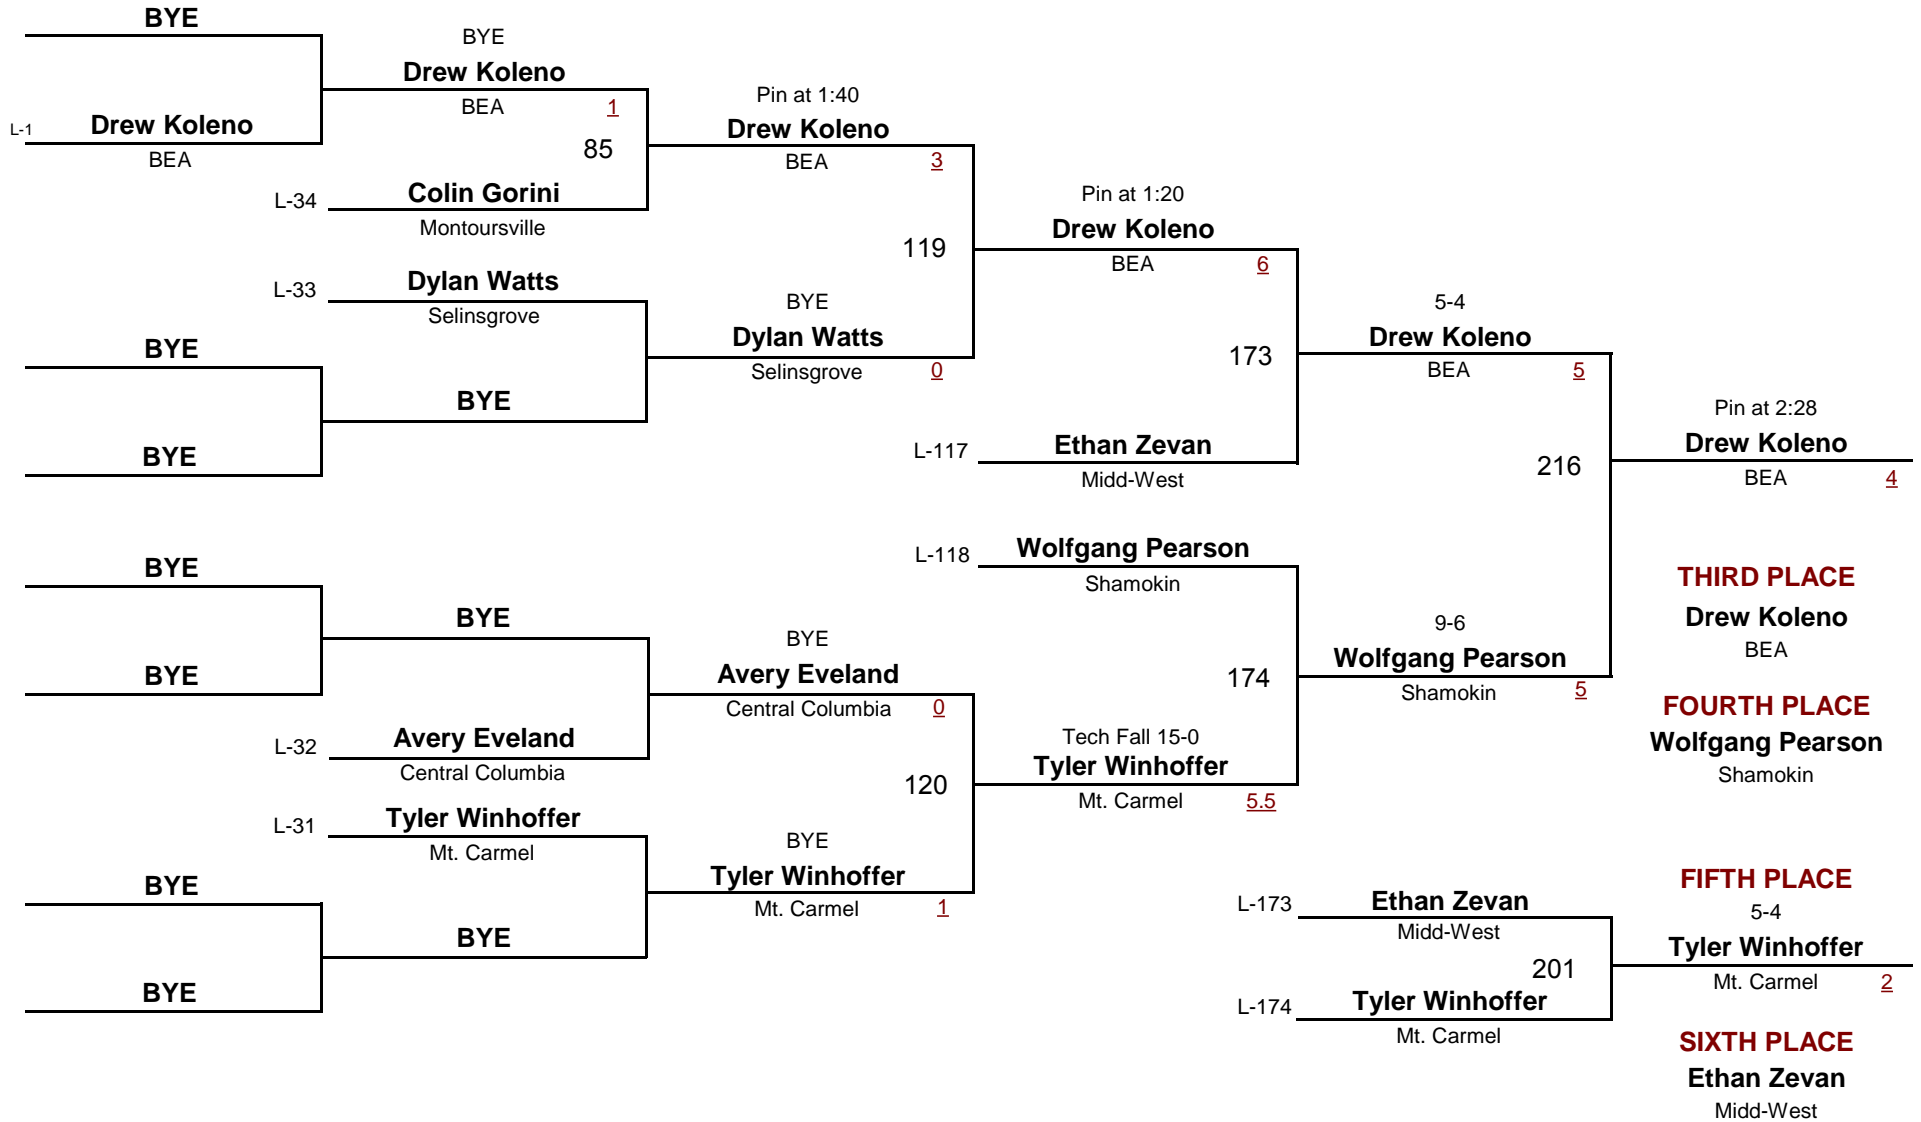 BYE
L-1 Drew Koleno
BEA
BYE
Drew Koleno
BEA 1
85
L-34 Colin Gorini
Montoursville
Pin at 1:40
Drew Koleno
BEA 3
119
L-33 Dylan Watts
Selinsgrove
BYE
BYE
BYE
BYE
Dylan Watts
Selinsgrove 0
Pin at 1:20
Drew Koleno
BEA 6
173
L-117 Ethan Zevan
Midd-West
5-4
Drew Koleno
BEA 5
216
Pin at 2:28
Drew Koleno
BEA 4
L-118 Wolfgang Pearson
Shamokin
174
9-6
Wolfgang Pearson
Shamokin 5
BYE
BYE
BYE
L-32 Avery Eveland
Central Columbia
BYE
Avery Eveland
Central Columbia 0
120
Tech Fall 15-0
Tyler Winhoffer
Mt. Carmel 5.5
L-31 Tyler Winhoffer
Mt. Carmel
BYE
BYE
BYE
BYE
Tyler Winhoffer
Mt. Carmel 1
THIRD PLACE
Drew Koleno
BEA
FOURTH PLACE
Wolfgang Pearson
Shamokin
L-173 Ethan Zevan
Midd-West
201
L-174 Tyler Winhoffer
Mt. Carmel
FIFTH PLACE
5-4
Tyler Winhoffer
Mt. Carmel 2
SIXTH PLACE
Ethan Zevan
Midd-West